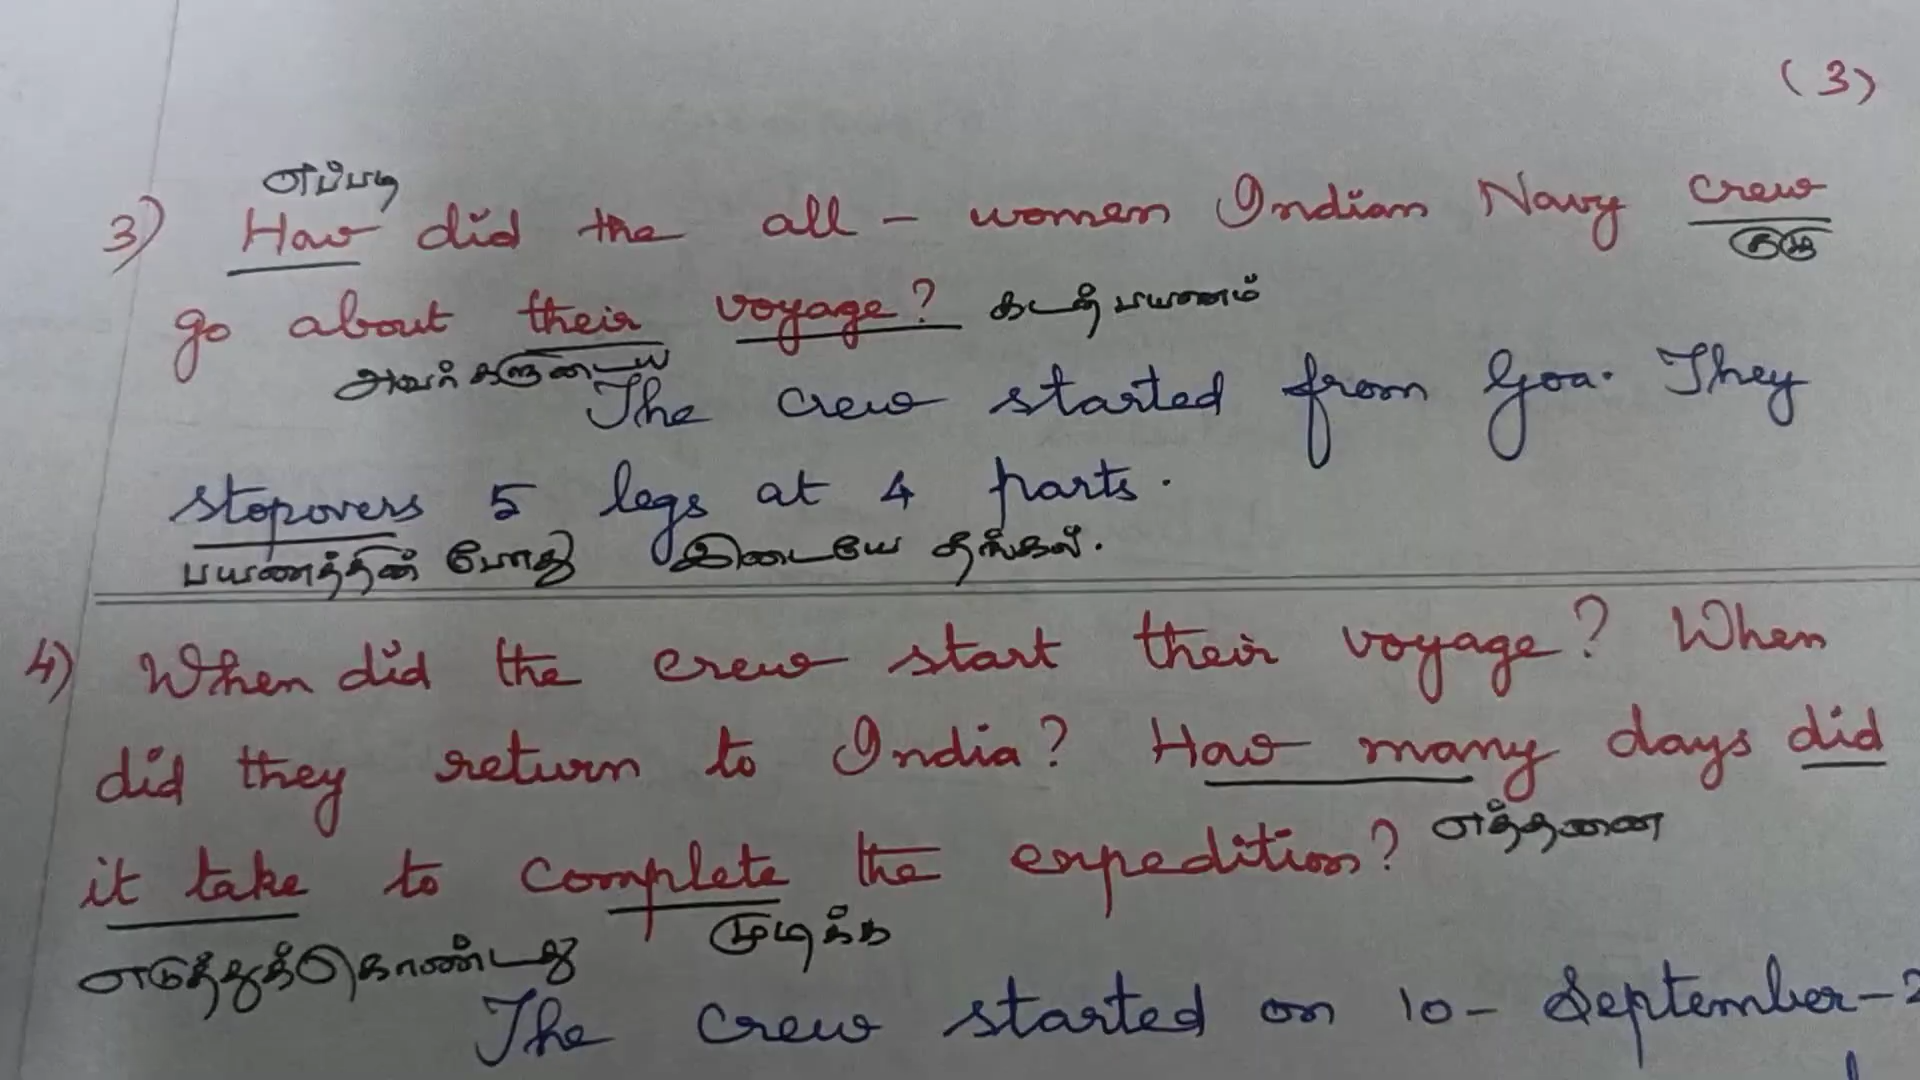 (3)
எப்படி
3) How did the all - women Indian Navy crew
குழு
go about their voyage? கடற்பயணம்
அவர்களுடைய
The crew started from Goa. They
stopovers 5 legs at 4 parts.
பயணத்தின் போது இடையே தங்கல்.
4) When did the crew start their voyage? When
did they return to India? How many days did
எத்தனை
it take to complete the expedition?
எடுத்துக்கொண்டது முடிக்க
The crew started on 10- September-2